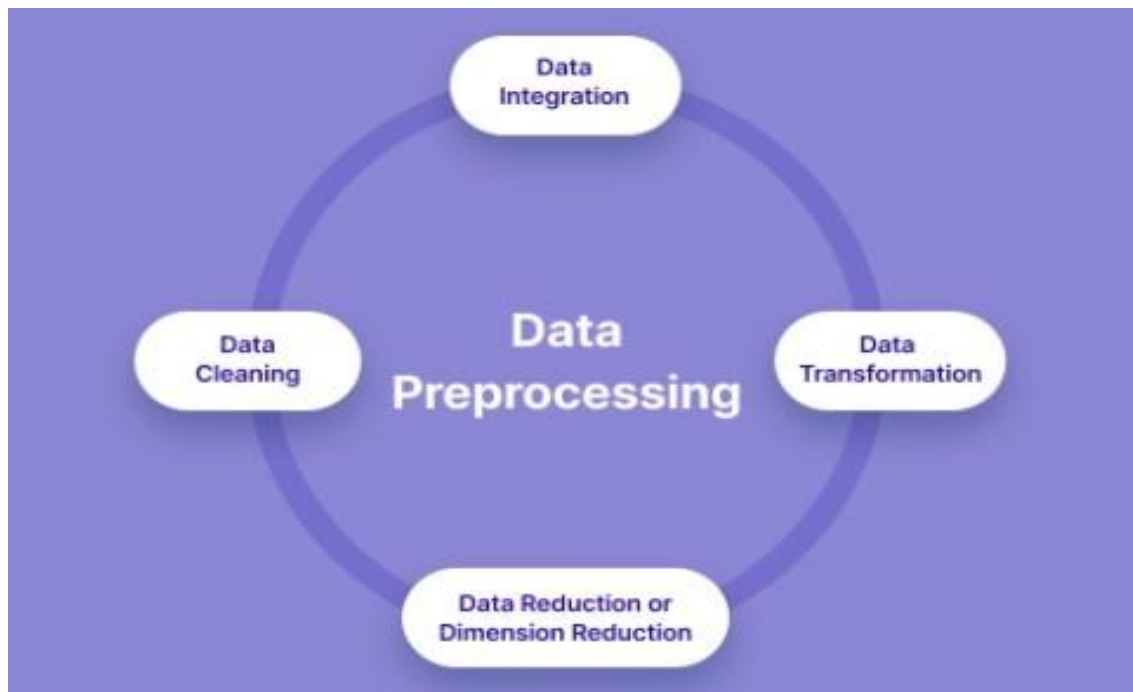 Data
Integration
Data
Cleaning
Data
Preprocessing
Data
Transformation
Data Reduction or
Dimension Reduction